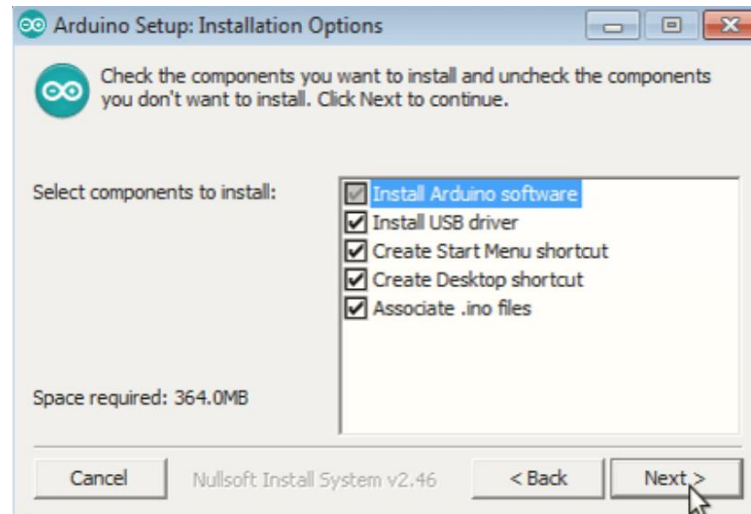 Arduino Setup: Installation Options
Check the components you want to install and uncheck the components
you don't want to install. Click Next to continue.
Select components to install:
Install Arduino software
Install USB driver
Create Start Menu shortcut
Create Desktop shortcut
Associate .ino files
Space required: 364.0MB
Cancel
Nullsoft Install System v2.46
< Back
Next >